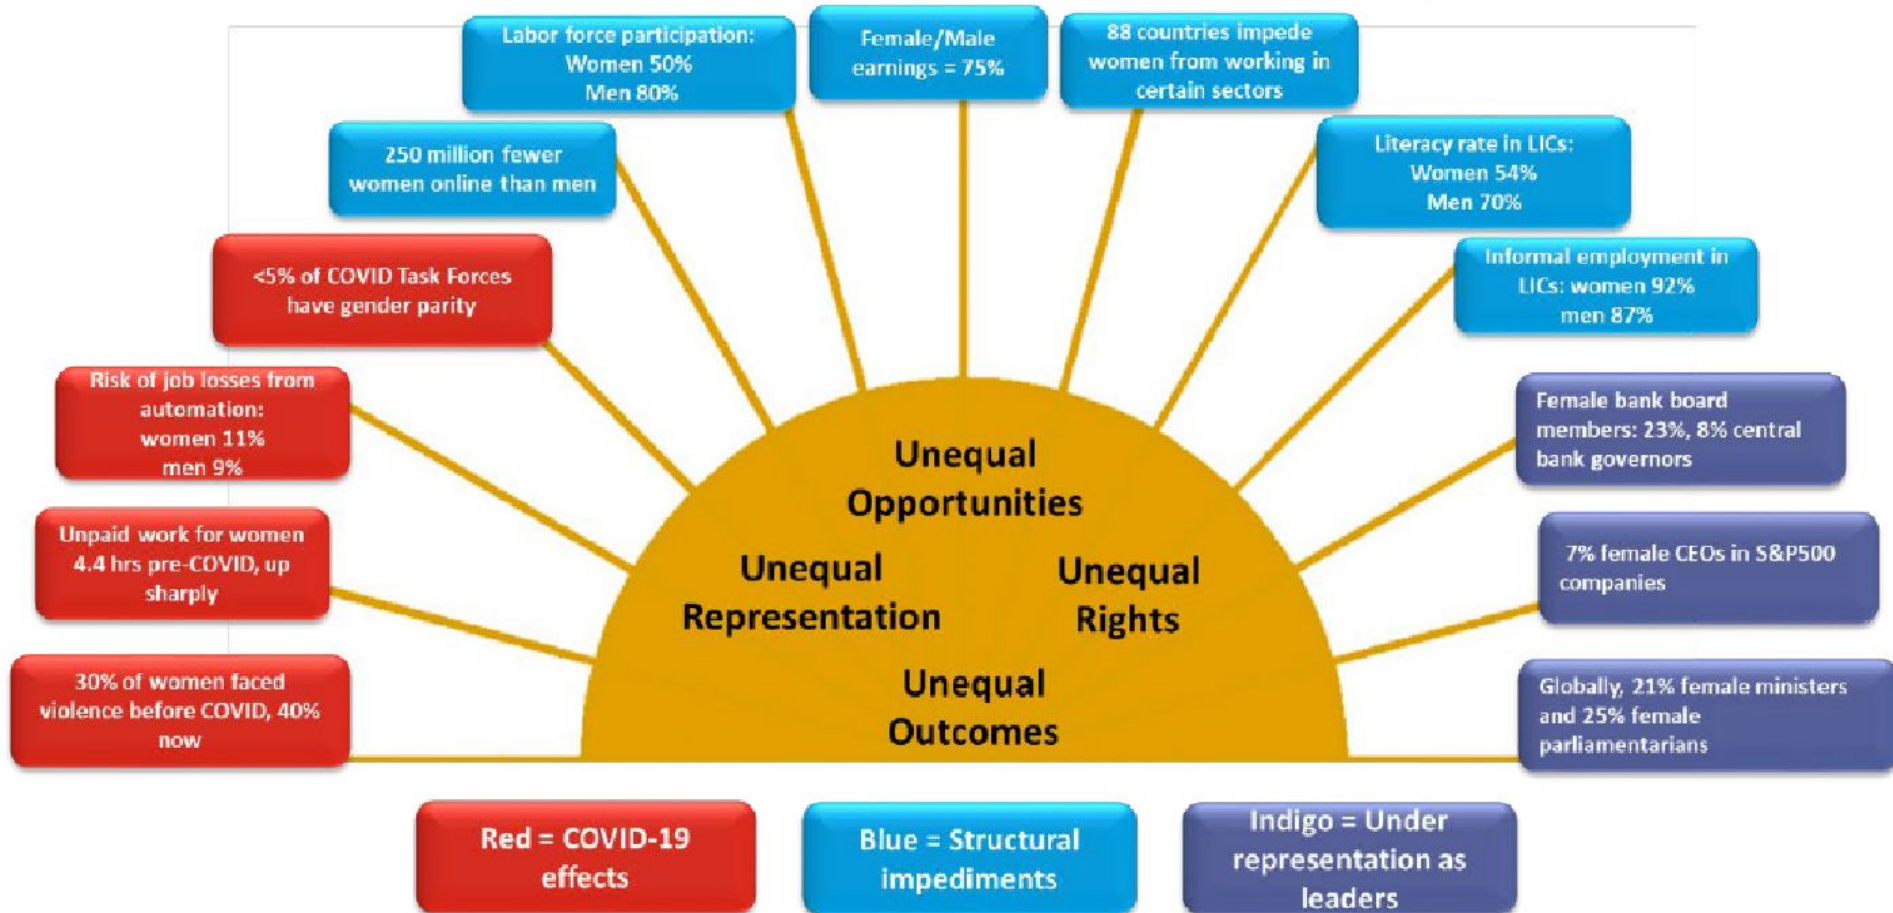 Labor force participation:
Women 50%
Men 80%
Female/Male
earnings = 75%
88 countries impede
women from working in
certain sectors
250 million fewer
women online than men
Literacy rate in LICs:
Women 54%
Men 70%
<5% of COVID Task Forces
have gender parity
Informal employment in
LICs: women 92%
men 87%
Risk of job losses from
automation:
women 11%
men 9%
Female bank board
members: 23%, 8% central
bank governors
Unpaid work for women
4.4 hrs pre-COVID, up
sharply
7% female CEOs in S&P500
companies
30% of women faced
violence before COVID, 40%
now
Globally, 21% female ministers
and 25% female
parliamentarians
Unequal
Opportunities
Unequal
Representation
Unequal
Rights
Unequal
Outcomes
Red = COVID-19
effects
Blue = Structural
impediments
Indigo = Under
representation as
leaders